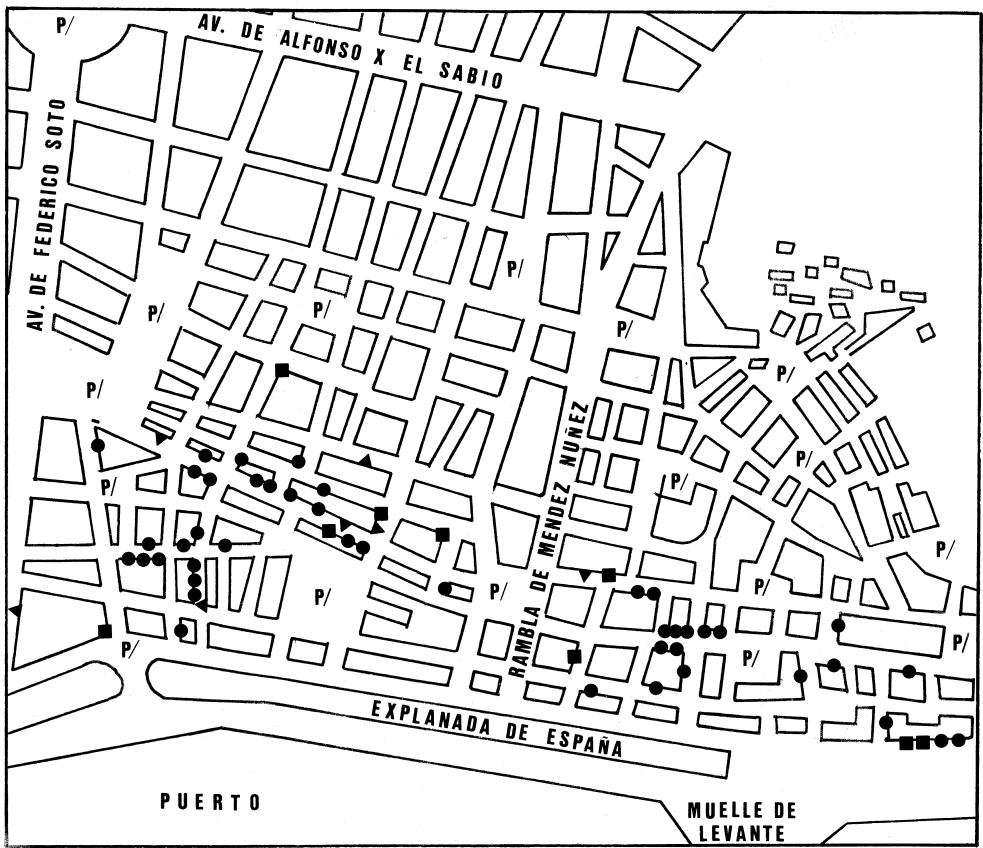 P/
AV. DE ALFONSO X EL SABIO
AV. DE FEDERICO SOTO
P/
P/
P/
P/
P/
P/
P/
P/
P/
RAMBLA DE MENDEZ NUÑEZ
P/
P/
P/
P/
P/
P/
P/
EXPLANADA DE ESPAÑA
PUERTO
MUELLE DE
LEVANTE